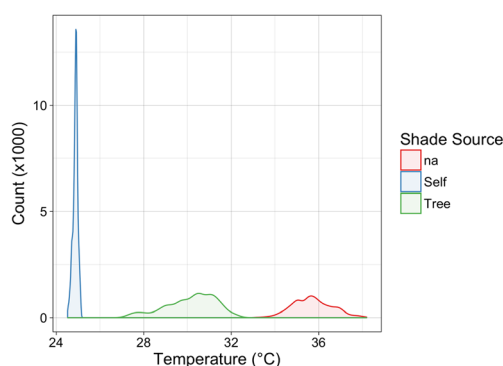 10
5
0
24 28 32 36
Temperature (°C)
Count (x1000)
Shade Source
na
Self
Tree